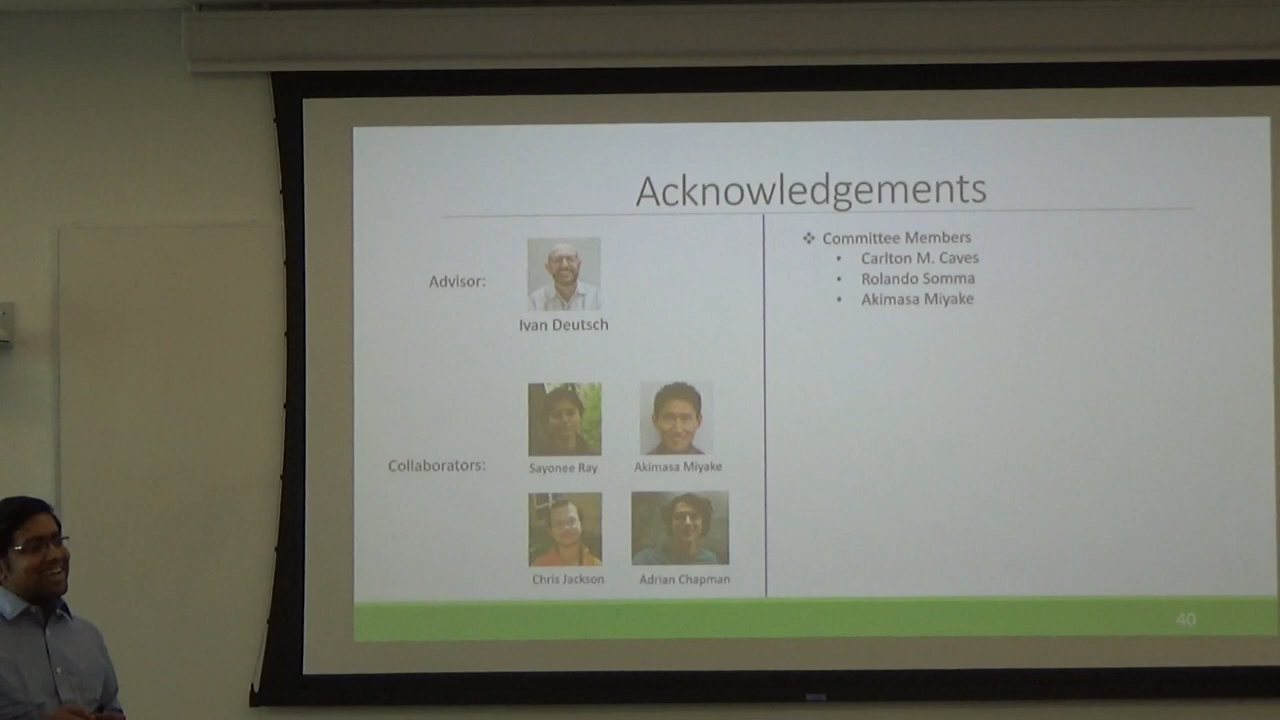 Acknowledgements
Advisor:
Ivan Deutsch
Collaborators:
Sayonee Ray
Akimasa Miyake
Chris Jackson
Adrian Chapman
❖ Committee Members
• Carlton M. Caves
• Rolando Somma
• Akimasa Miyake
40